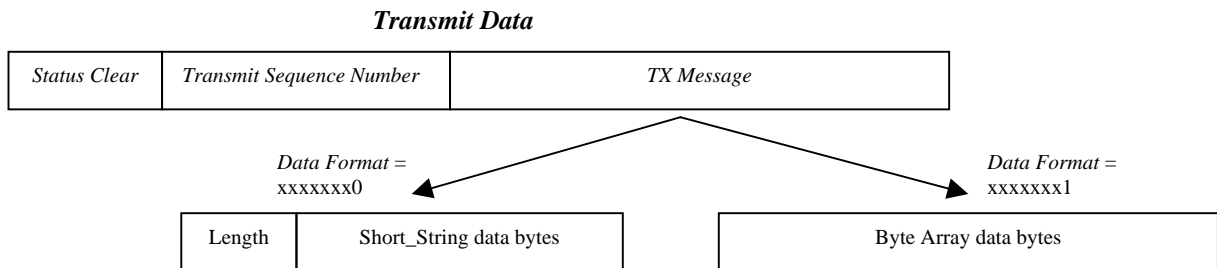 Transmit Data
Status Clear Transmit Sequence Number TX Message
Data Format =
xxxxxxx0
Data Format =
xxxxxxx1
Length Short_String data bytes Byte Array data bytes